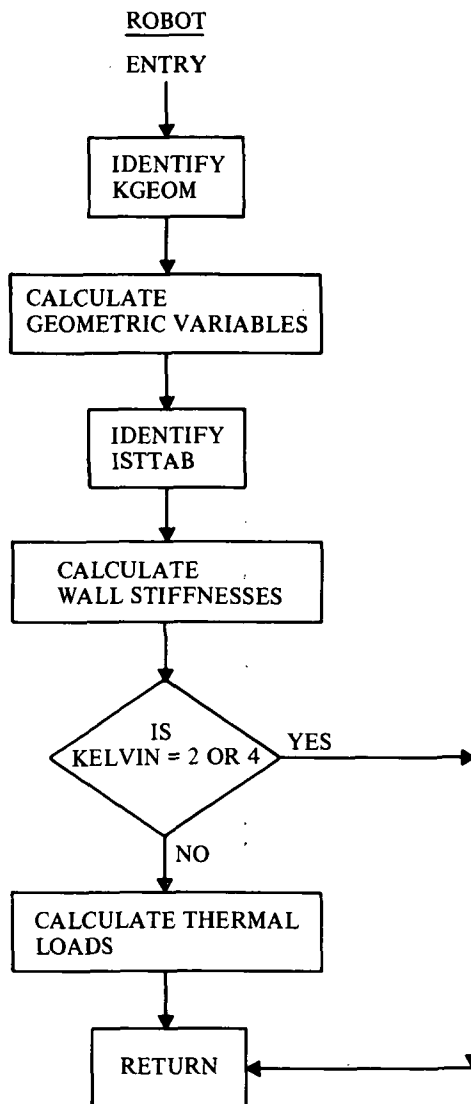 ROBOT
ENTRY
IDENTIFY
KGEOM
CALCULATE
GEOMETRIC VARIABLES
IDENTIFY
ISTTAB
CALCULATE
WALL STIFFNESSES
IS
KELVIN = 2 OR 4
YES
NO
CALCULATE THERMAL
LOADS
RETURN